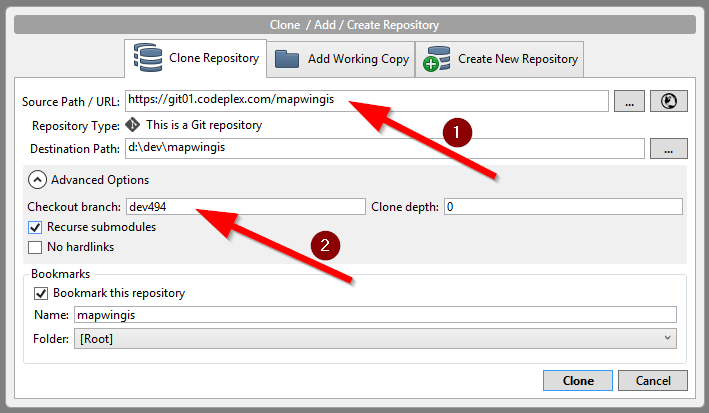 Clone / Add / Create Repository
Clone Repository
Add Working Copy
Create New Repository
Source Path / URL: https://git01.codeplex.com/mapwingis ...
1
Repository Type: This is a Git repository
Destination Path: d:\dev\mapwingis ...
Advanced Options
Checkout branch: dev494 Clone depth: 0
Recurse submodules
2
No hardlinks
Bookmarks
Bookmark this repository
Name: mapwingis
Folder: [Root]
Clone Cancel